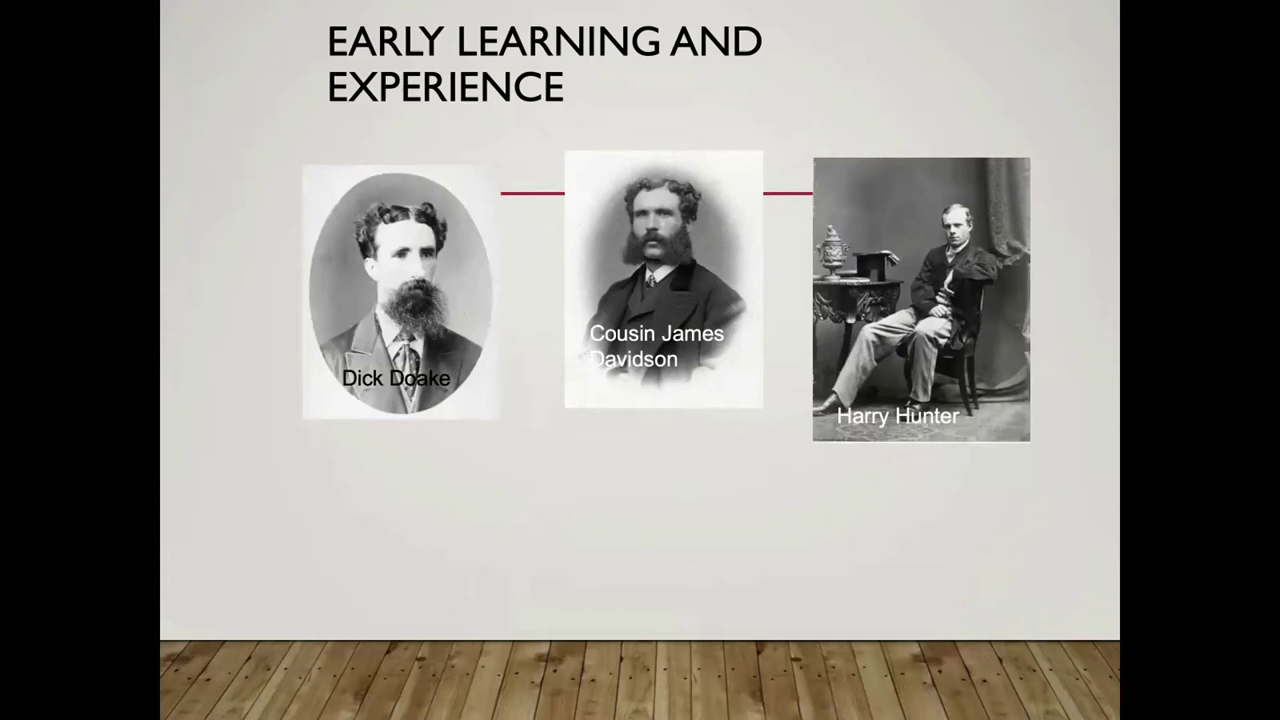 EARLY LEARNING AND
EXPERIENCE
Dick Doake
Cousin James
Davidson
Harry Hunter